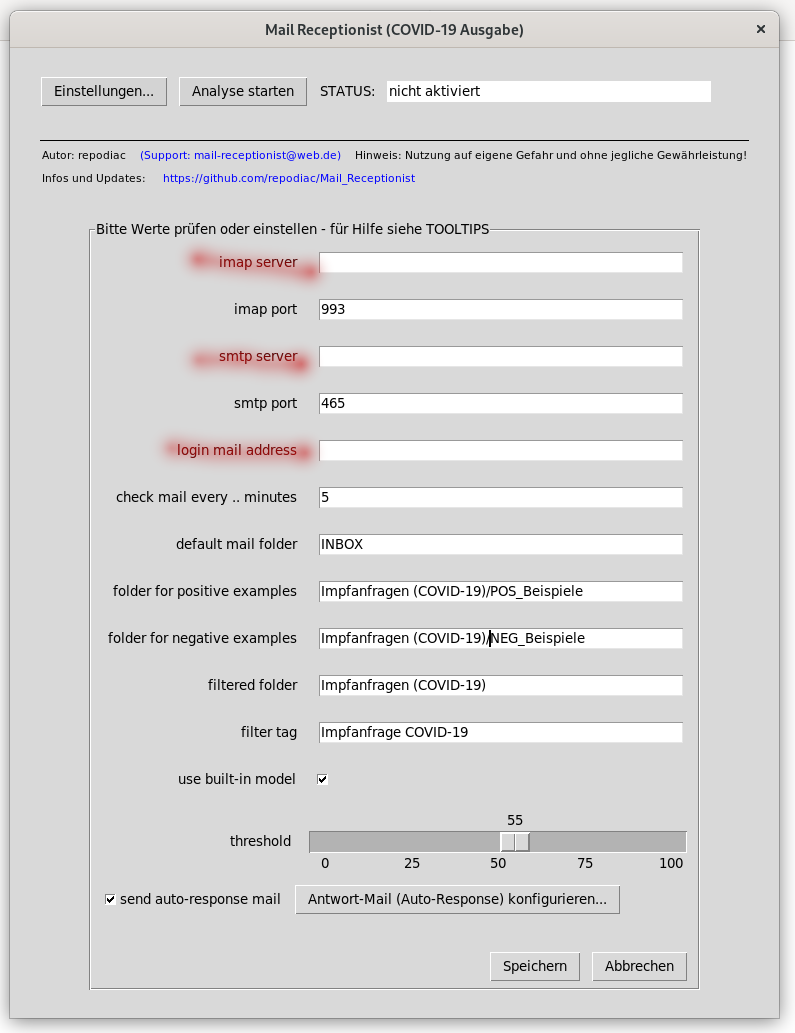 Mail Receptionist (COVID-19 Ausgabe)
Einstellungen... Analyse starten STATUS: nicht aktiviert
Autor: repodiac (Support: mail-receptionist@web.de) Hinweis: Nutzung auf eigene Gefahr und ohne jegliche Gewährleistung!
Infos und Updates: https://github.com/repodiac/Mail_Receptionist
Bitte Werte prüfen oder einstellen - für Hilfe siehe TOOLTIPS
imap server
imap port 993
smtp server
smtp port 465
login mail address
check mail every .. minutes 5
default mail folder INBOX
folder for positive examples Impfanfragen (COVID-19)/POS_Beispiele
folder for negative examples Impfanfragen (COVID-19)/NEG_Beispiele
filtered folder Impfanfragen (COVID-19)
filter tag Impfanfrage COVID-19
use built-in model
55
threshold
0 25 50 75 100
send auto-response mail Antwort-Mail (Auto-Response) konfigurieren...
Speichern Abbrechen